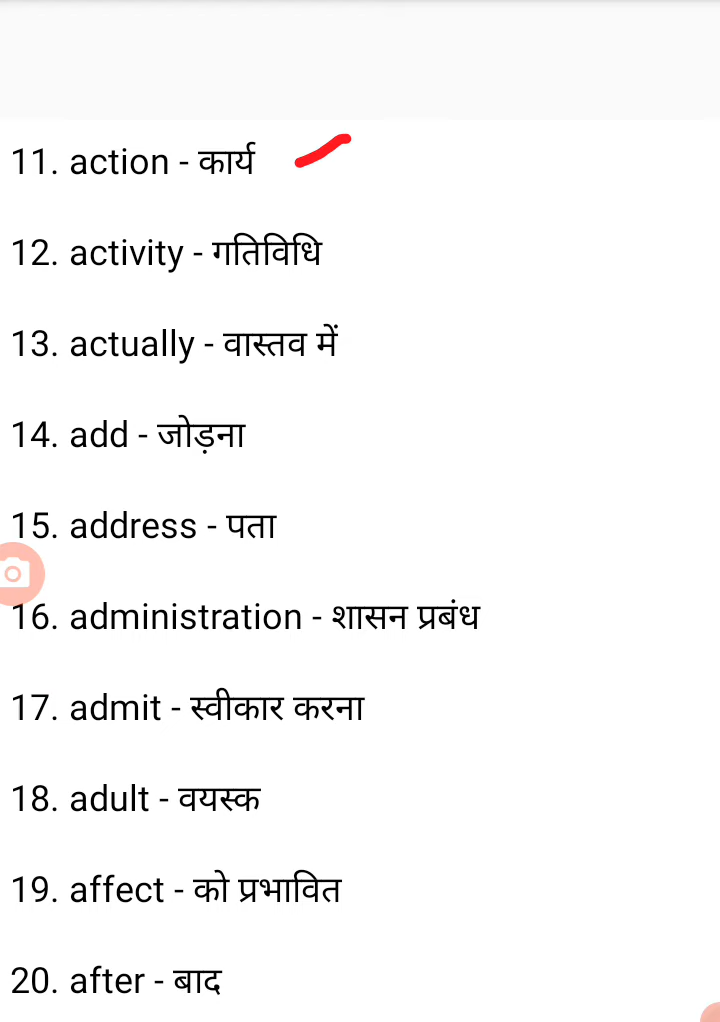 11. action - कार्य
12. activity - गतिविधि
13. actually - वास्तव में
14. add - जोड़ना
15. address - पता
16. administration - शासन प्रबंध
17. admit - स्वीकार करना
18. adult - वयस्क
19. affect - को प्रभावित
20. after - बाद